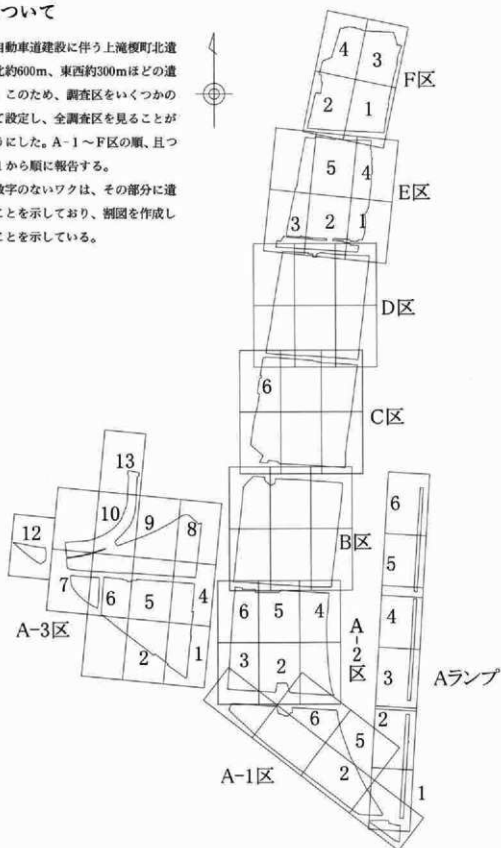 ついて
自動車道建設に伴う上滝榎町北遺
北約600m、東西約300mほどの遺
このため、調査区をいくつかの
て設定し、全調査区を見ることが
うにした。A-1～F区の順、且つ
1から順に報告する。
数字のないワクは、その部分に遺
ことを示しており、割図を作成し
ことを示している。
4
3
2
1
F区
5
4
3
2
1
E区
D区
6
C区
B区
13
10
9
8
12
7
6
5
4
2
1
A-3区
6
5
4
3
2
A-2区
6
5
2
A-1区
6
5
4
3
2
1
Aランプ